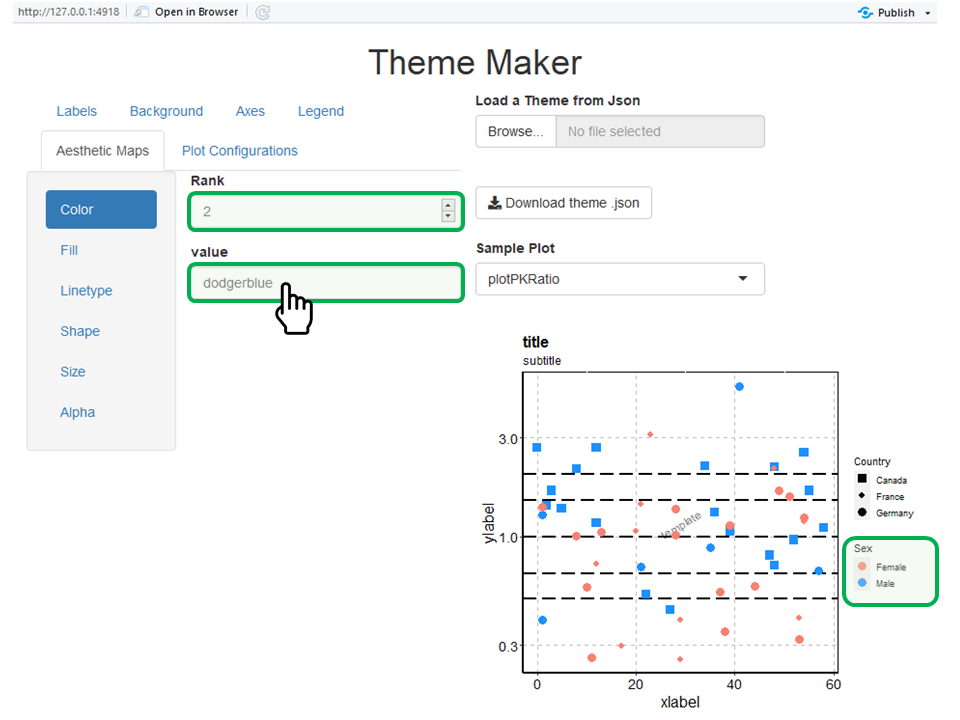 http://127.0.0.1:4918 Open in Browser Publish
Theme Maker
Labels Background Axes Legend
Aesthetic Maps Plot Configurations
Color
Fill
Linetype
Shape
Size
Alpha
Rank
2
value
dodgerblue
Load a Theme from Json
Browse... No file selected
Download theme .json
Sample Plot
plotPKRatio
title
subtitle
ylabel
3.0
1.0
0.3
template
0 20 40 60
xlabel
Country
Canada
France
Germany
Sex
Female
Male